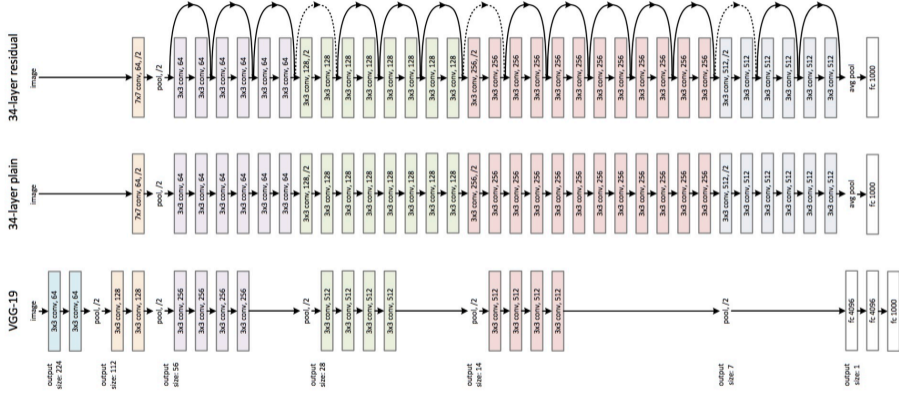 output
size: 224
output
size: 112
output
size: 56
output
size: 28
output
size: 14
output
size: 7
output
size: 1
VGG-19
image
3x3 conv, 64
3x3 conv, 64
pool, /2
3x3 conv, 128
3x3 conv, 128
pool, /2
3x3 conv, 256
3x3 conv, 256
3x3 conv, 256
3x3 conv, 256
pool, /2
3x3 conv, 512
3x3 conv, 512
3x3 conv, 512
3x3 conv, 512
pool, /2
3x3 conv, 512
3x3 conv, 512
3x3 conv, 512
3x3 conv, 512
pool, /2
fc 4096
fc 4096
fc 1000
34-layer plain
image
7x7 conv, 64, /2
pool, /2
3x3 conv, 64
3x3 conv, 64
3x3 conv, 64
3x3 conv, 64
3x3 conv, 64
3x3 conv, 64
3x3 conv, 128, /2
3x3 conv, 128
3x3 conv, 128
3x3 conv, 128
3x3 conv, 128
3x3 conv, 128
3x3 conv, 128
3x3 conv, 128
3x3 conv, 256, /2
3x3 conv, 256
3x3 conv, 256
3x3 conv, 256
3x3 conv, 256
3x3 conv, 256
3x3 conv, 256
3x3 conv, 256
3x3 conv, 256
3x3 conv, 256
3x3 conv, 256
3x3 conv, 256
3x3 conv, 512, /2
3x3 conv, 512
3x3 conv, 512
3x3 conv, 512
3x3 conv, 512
3x3 conv, 512
avg pool
fc 1000
34-layer residual
image
7x7 conv, 64, /2
pool, /2
3x3 conv, 64
3x3 conv, 64
3x3 conv, 64
3x3 conv, 64
3x3 conv, 64
3x3 conv, 64
3x3 conv, 128, /2
3x3 conv, 128
3x3 conv, 128
3x3 conv, 128
3x3 conv, 128
3x3 conv, 128
3x3 conv, 128
3x3 conv, 128
3x3 conv, 256, /2
3x3 conv, 256
3x3 conv, 256
3x3 conv, 256
3x3 conv, 256
3x3 conv, 256
3x3 conv, 256
3x3 conv, 256
3x3 conv, 256
3x3 conv, 256
3x3 conv, 256
3x3 conv, 256
3x3 conv, 512, /2
3x3 conv, 512
3x3 conv, 512
3x3 conv, 512
3x3 conv, 512
3x3 conv, 512
avg pool
fc 1000